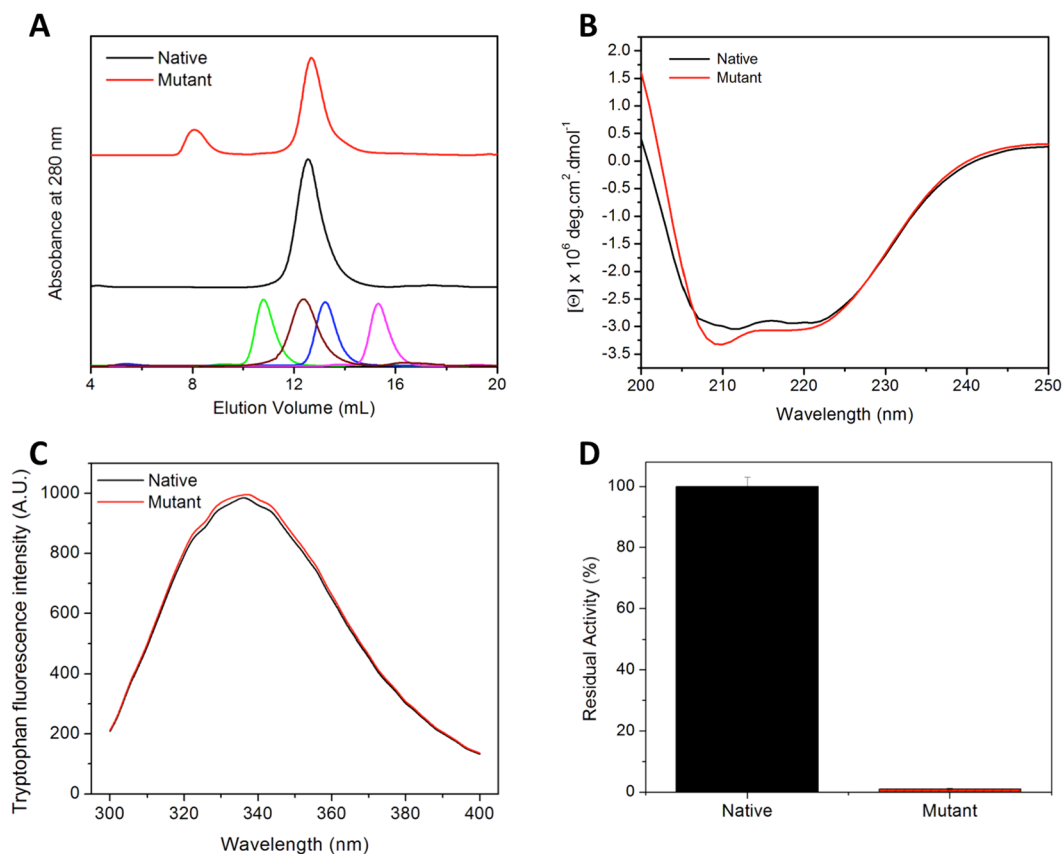 A
Native
Mutant
Absobance at 280 nm
4 8 12 16 20
Elution Volume (mL)
B
2.0
1.5
1.0
0.5
0.0
-0.5
-1.0
-1.5
-2.0
-2.5
-3.0
-3.5
Native
Mutant
[Θ] x 10⁶ deg.cm².dmol⁻¹
200 210 220 230 240 250
Wavelength (nm)
C
Native
Mutant
Tryptophan fluorescence intensity (A.U.)
1000
800
600
400
200
0
300 320 340 360 380 400
Wavelength (nm)
D
Residual Activity (%)
100
80
60
40
20
0
Native Mutant